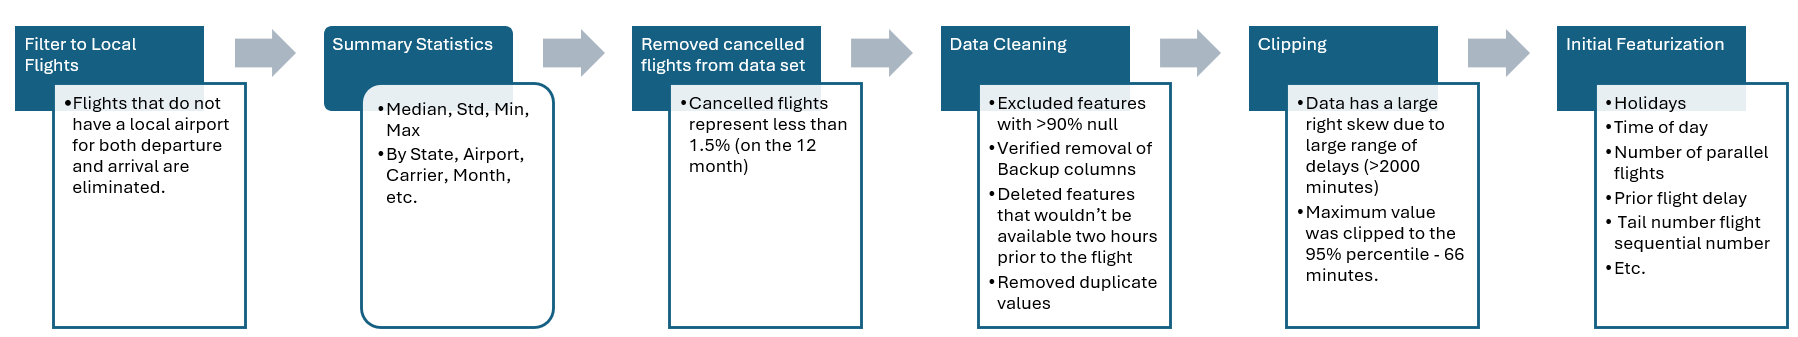 Filter to Local
Flights
•Flights that do not
have a local airport
for both departure
and arrival are
eliminated.
Summary Statistics
•Median, Std, Min,
Max
•By State, Airport,
Carrier, Month,
etc.
Removed cancelled
flights from data set
•Cancelled flights
represent less than
1.5% (on the 12
month)
Data Cleaning
•Excluded features
with >90% null
•Verified removal of
Backup columns
•Deleted features
that wouldn’t be
available two hours
prior to the flight
•Removed duplicate
values
Clipping
•Data has a large
right skew due to
large range of
delays (>2000
minutes)
•Maximum value
was clipped to the
95% percentile - 66
minutes.
Initial Featurization
•Holidays
•Time of day
•Number of parallel
flights
•Prior flight delay
• Tail number flight
sequential number
•Etc.